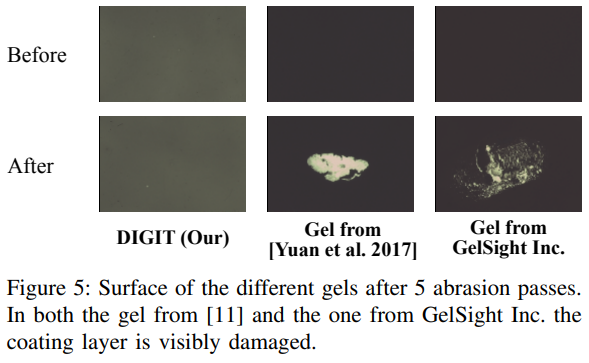 Before
After
DIGIT (Our)
Gel from
[Yuan et al. 2017]
Gel from
GelSight Inc.
Figure 5: Surface of the different gels after 5 abrasion passes.
In both the gel from [11] and the one from GelSight Inc. the
coating layer is visibly damaged.